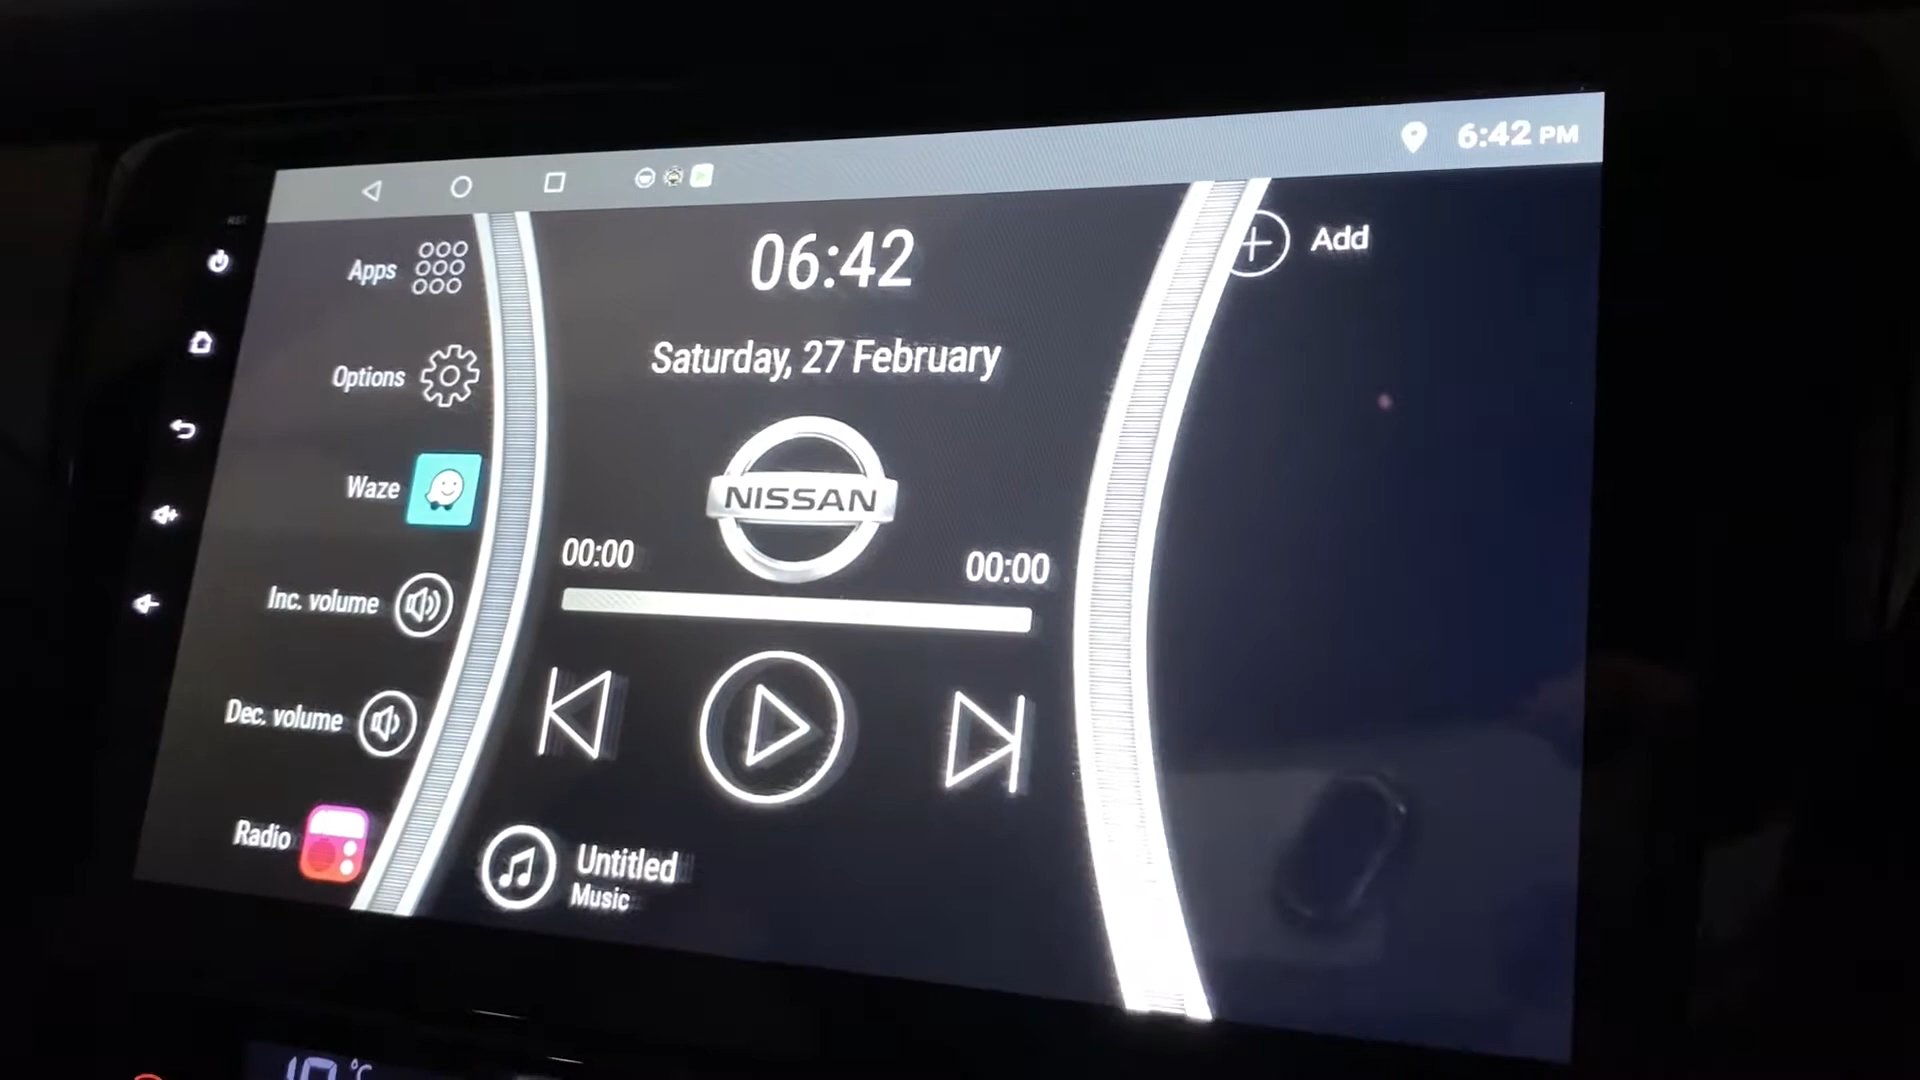 6:42 PM
RST
Apps
Options
Waze
Inc. volume
Dec. volume
Radio
06:42
Saturday, 27 February
NISSAN
00:00
00:00
Untitled
Music
Add
°C